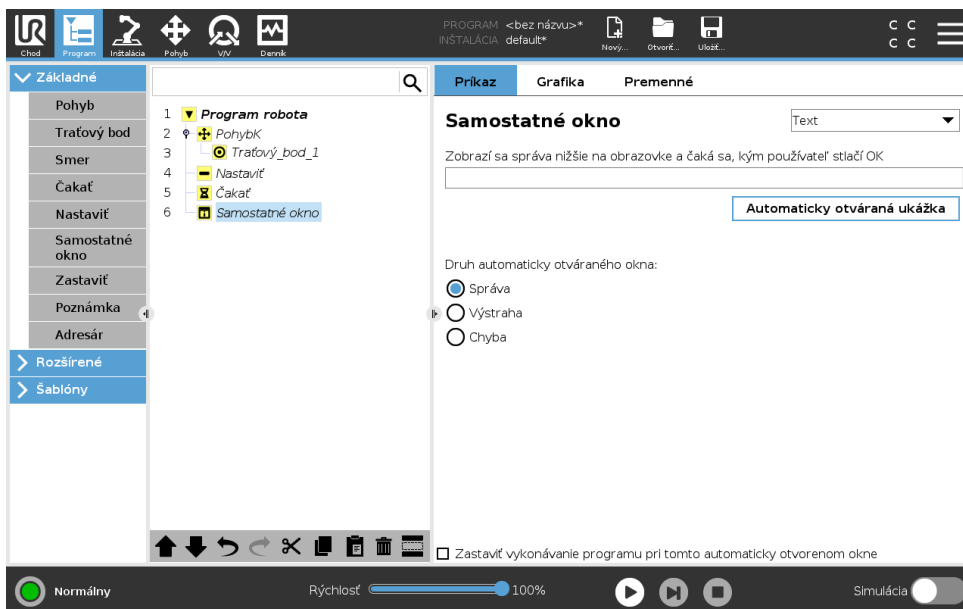 PROGRAM <bez názvu>*
INŠTALÁCIA default*
Chod
Program
Inštalácia
Pohyb
V/V
Denník
Nový...
Otvoriť...
Uložiť...
C C
C C
Základné
Pohyb
Traťový bod
Smer
Čakať
Nastaviť
Samostatné
okno
Zastaviť
Poznámka
Adresár
Rozšírené
Šablóny
1 Program robota
2 PohybK
3 Traťový_bod_1
4 Nastaviť
5 Čakať
6 Samostatné okno
Príkaz Grafika Premenné
Samostatné okno
Text
Zobrazí sa správa nižšie na obrazovke a čaká sa, kým používateľ stlačí OK
Automaticky otváraná ukážka
Druh automaticky otváraného okna:
Správa
Výstraha
Chyba
Zastaviť vykonávanie programu pri tomto automaticky otvorenom okne
Normálny
Rýchlosť 100%
Simulácia